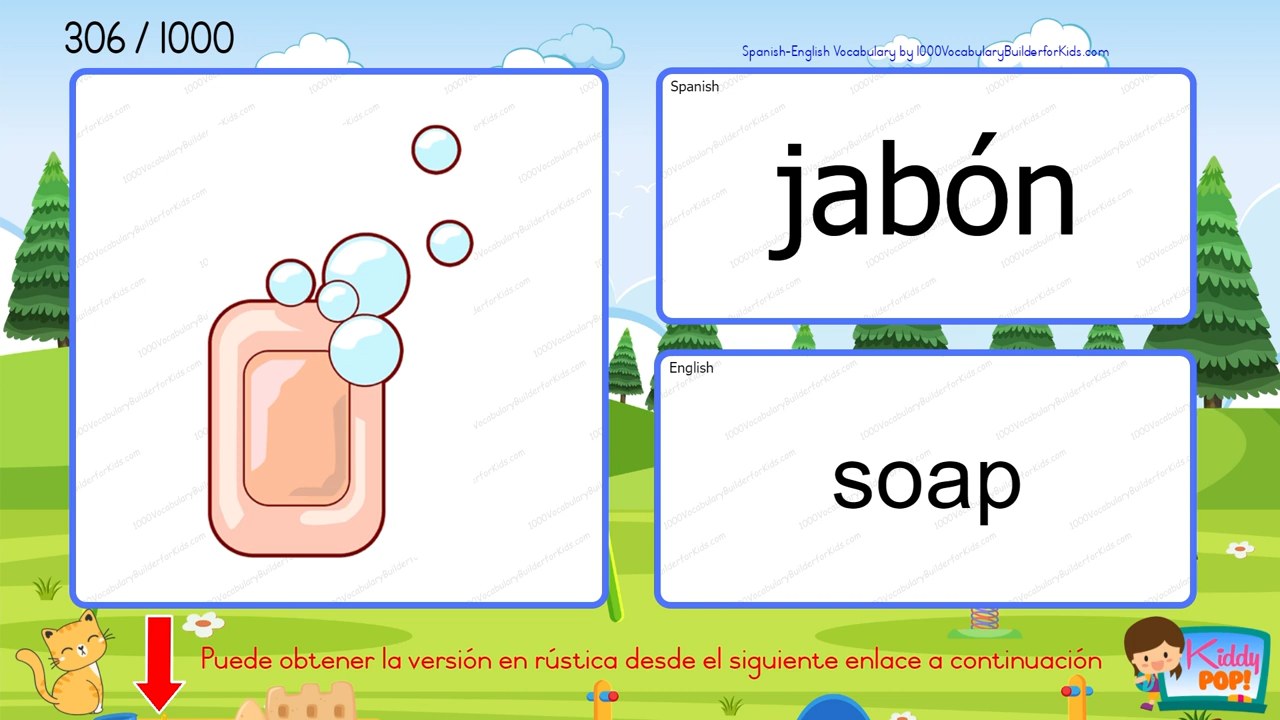 306 / 1000
Spanish-English Vocabulary by 1000VocabularyBuilderforKids.com
Spanish
jabón
English
soap
Puede obtener la versión en rústica desde el siguiente enlace a continuación
Kiddy
POP!